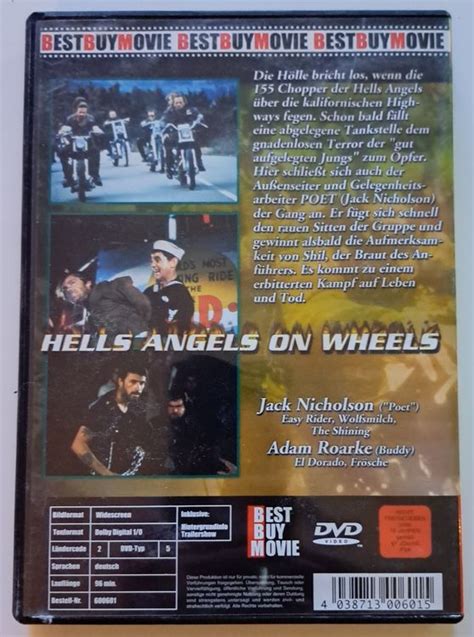 BESTBUYMOVIE BESTBUYMOVIE BESTBUYMOVIE
Die Hölle bricht los, wenn die
155 Chopper der Hells Angels
über die kalifornischen High-
ways fegen. Schon bald fällt
eine abgelegene Tankstelle dem
gnadenlosen Terror der "gut
aufgelegten Jungs" zum Opfer.
Hier schließt sich auch der
Außenseiter und Gelegenheits-
arbeiter POET (Jack Nicholson)
der Gang an. Er fügt sich schnell
den rauen Sitten der Gruppe und
gewinnt alsbald die Aufmerksam-
keit von Shil, der Braut des An-
führers. Es kommt zu einem
erbitterten Kampf auf Leben
und Tod.
HELLS ANGELS ON WHEELS
Jack Nicholson ("Poet")
Easy Rider, Wolfsmilch,
The Shining
Adam Roarke (Buddy)
El Dorado, Frösche
Bildformat Widescreen
Tonformat Dolby Digital 1/0
Ländercode 2 DVD-Typ 5
Sprachen deutsch
Lauflänge 96 min.
Bestell-Nr. 600601
Inklusive:
Hintergrundinfo
Trailershow
BEST
BUY
MOVIE
DVD
VIDEO
4 038713 006015